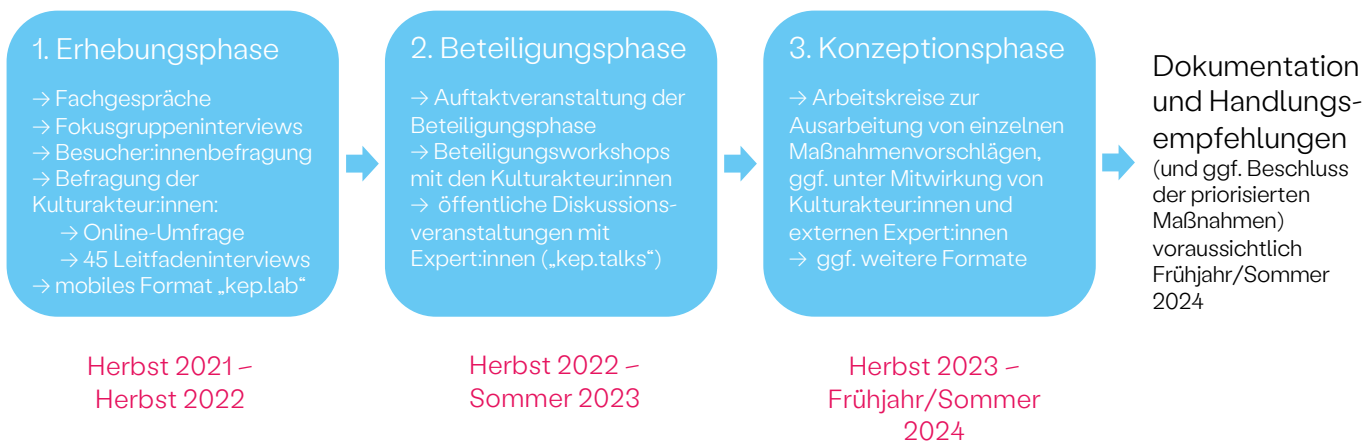 1. Erhebungsphase
→ Fachgespräche
→ Fokusgruppeninterviews
→ Besucher:innenbefragung
→ Befragung der
Kulturakteur:innen:
→ Online-Umfrage
→ 45 Leitfadeninterviews
→ mobiles Format „kep.lab“
Herbst 2021 –
Herbst 2022
2. Beteiligungsphase
→ Auftaktveranstaltung der
Beteiligungsphase
→ Beteiligungsworkshops
mit den Kulturakteur:innen
→ öffentliche Diskussions-
veranstaltungen mit
Expert:innen („kep.talks“)
Herbst 2022 –
Sommer 2023
3. Konzeptionsphase
→ Arbeitskreise zur
Ausarbeitung von einzelnen
Maßnahmenvorschlägen,
ggf. unter Mitwirkung von
Kulturakteur:innen und
externen Expert:innen
→ ggf. weitere Formate
Herbst 2023 –
Frühjahr/Sommer
2024
Dokumentation
und Handlungs-
empfehlungen
(und ggf. Beschluss
der priorisierten
Maßnahmen)
voraussichtlich
Frühjahr/Sommer
2024